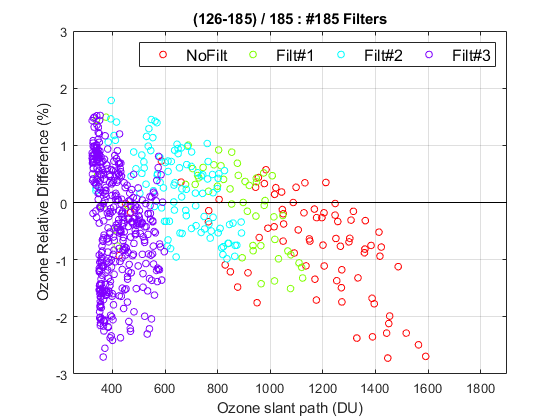 (126-185) / 185 : #185 Filters
NoFilt Filt#1 Filt#2 Filt#3
3
2
1
0
-1
-2
-3
Ozone Relative Difference (%)
400 600 800 1000 1200 1400 1600 1800
Ozone slant path (DU)